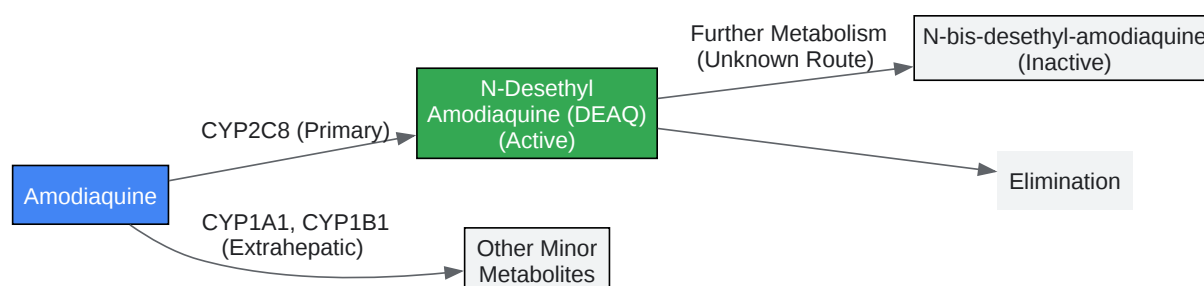 Amodiaquine
CYP2C8 (Primary)
CYP1A1, CYP1B1
(Extrahepatic)
N-Desethyl
Amodiaquine (DEAQ)
(Active)
Other Minor
Metabolites
Further Metabolism
(Unknown Route)
N-bis-desethyl-amodiaquine
(Inactive)
Elimination